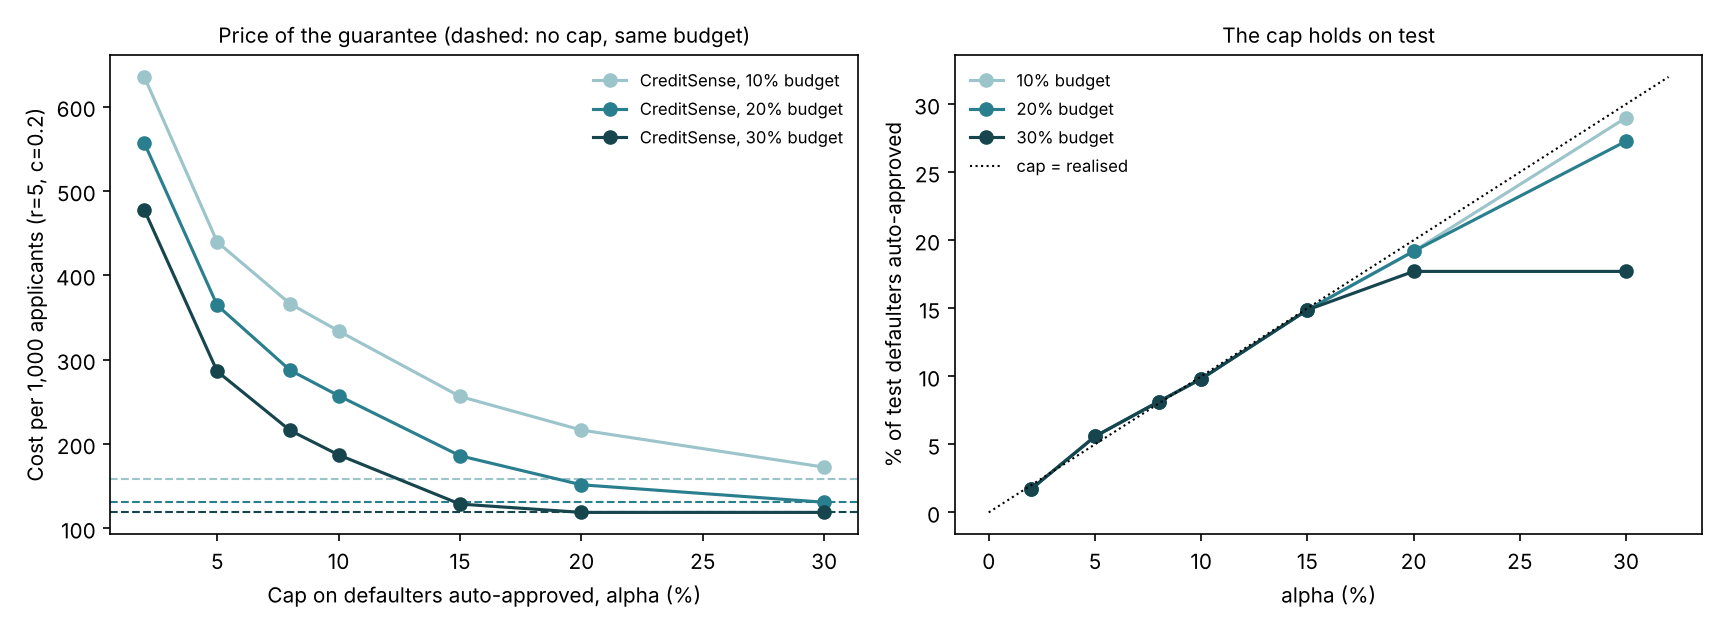 Price of the guarantee (dashed: no cap, same budget)
CreditSense, 10% budget
CreditSense, 20% budget
CreditSense, 30% budget
Cost per 1,000 applicants (r=5, c=0.2)
600
500
400
300
200
100
5
10
15
20
25
30
Cap on defaulters auto-approved, alpha (%)
The cap holds on test
10% budget
20% budget
30% budget
cap = realised
% of test defaulters auto-approved
30
25
20
15
10
5
0
0
5
10
15
20
25
30
alpha (%)